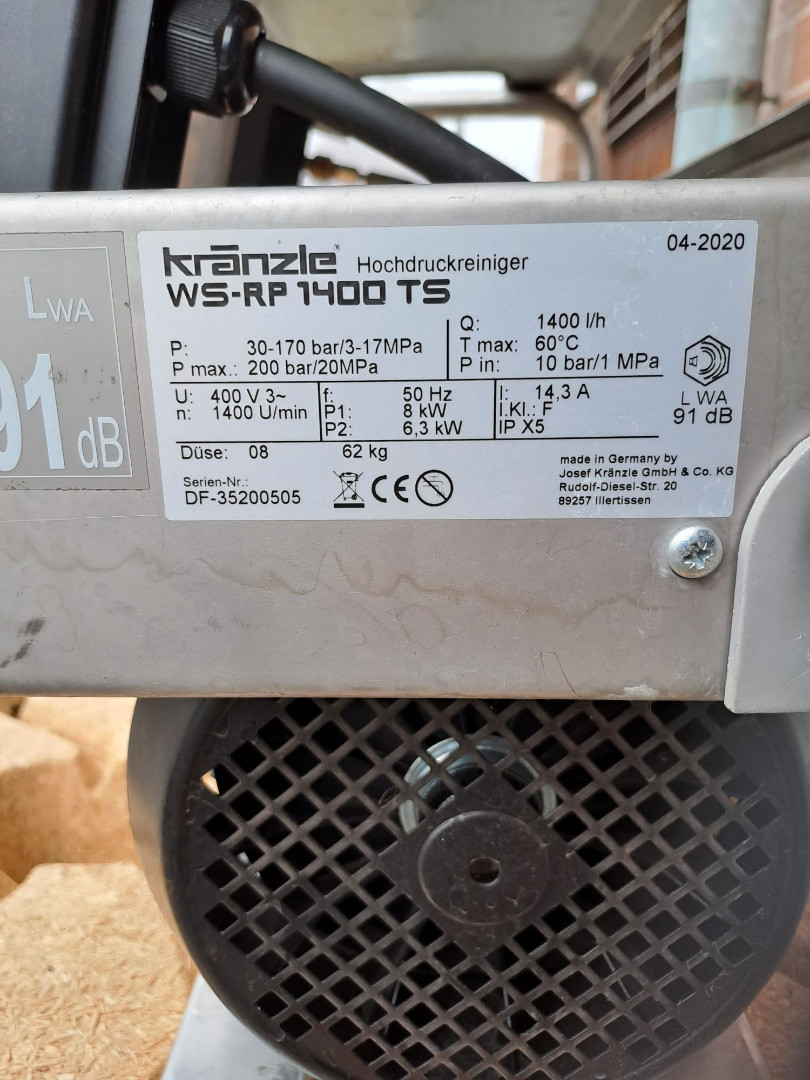 LWA
91 dB
kränzle Hochdruckreiniger
04-2020
WS-RP 1400 TS
P: 30-170 bar/3-17MPa
P max.: 200 bar/20MPa
Q: 1400 l/h
T max: 60°C
P in: 10 bar/1 MPa
U: 400 V 3~
n: 1400 U/min
f: 50 Hz
P1: 8 kW
P2: 6,3 kW
I: 14,3 A
I.Kl.: F
IP X5
L WA
91 dB
Düse: 08 62 kg
Serien-Nr.:
DF-35200505
CE
made in Germany by
Josef Kränzle GmbH & Co. KG
Rudolf-Diesel-Str. 20
89257 Illertissen